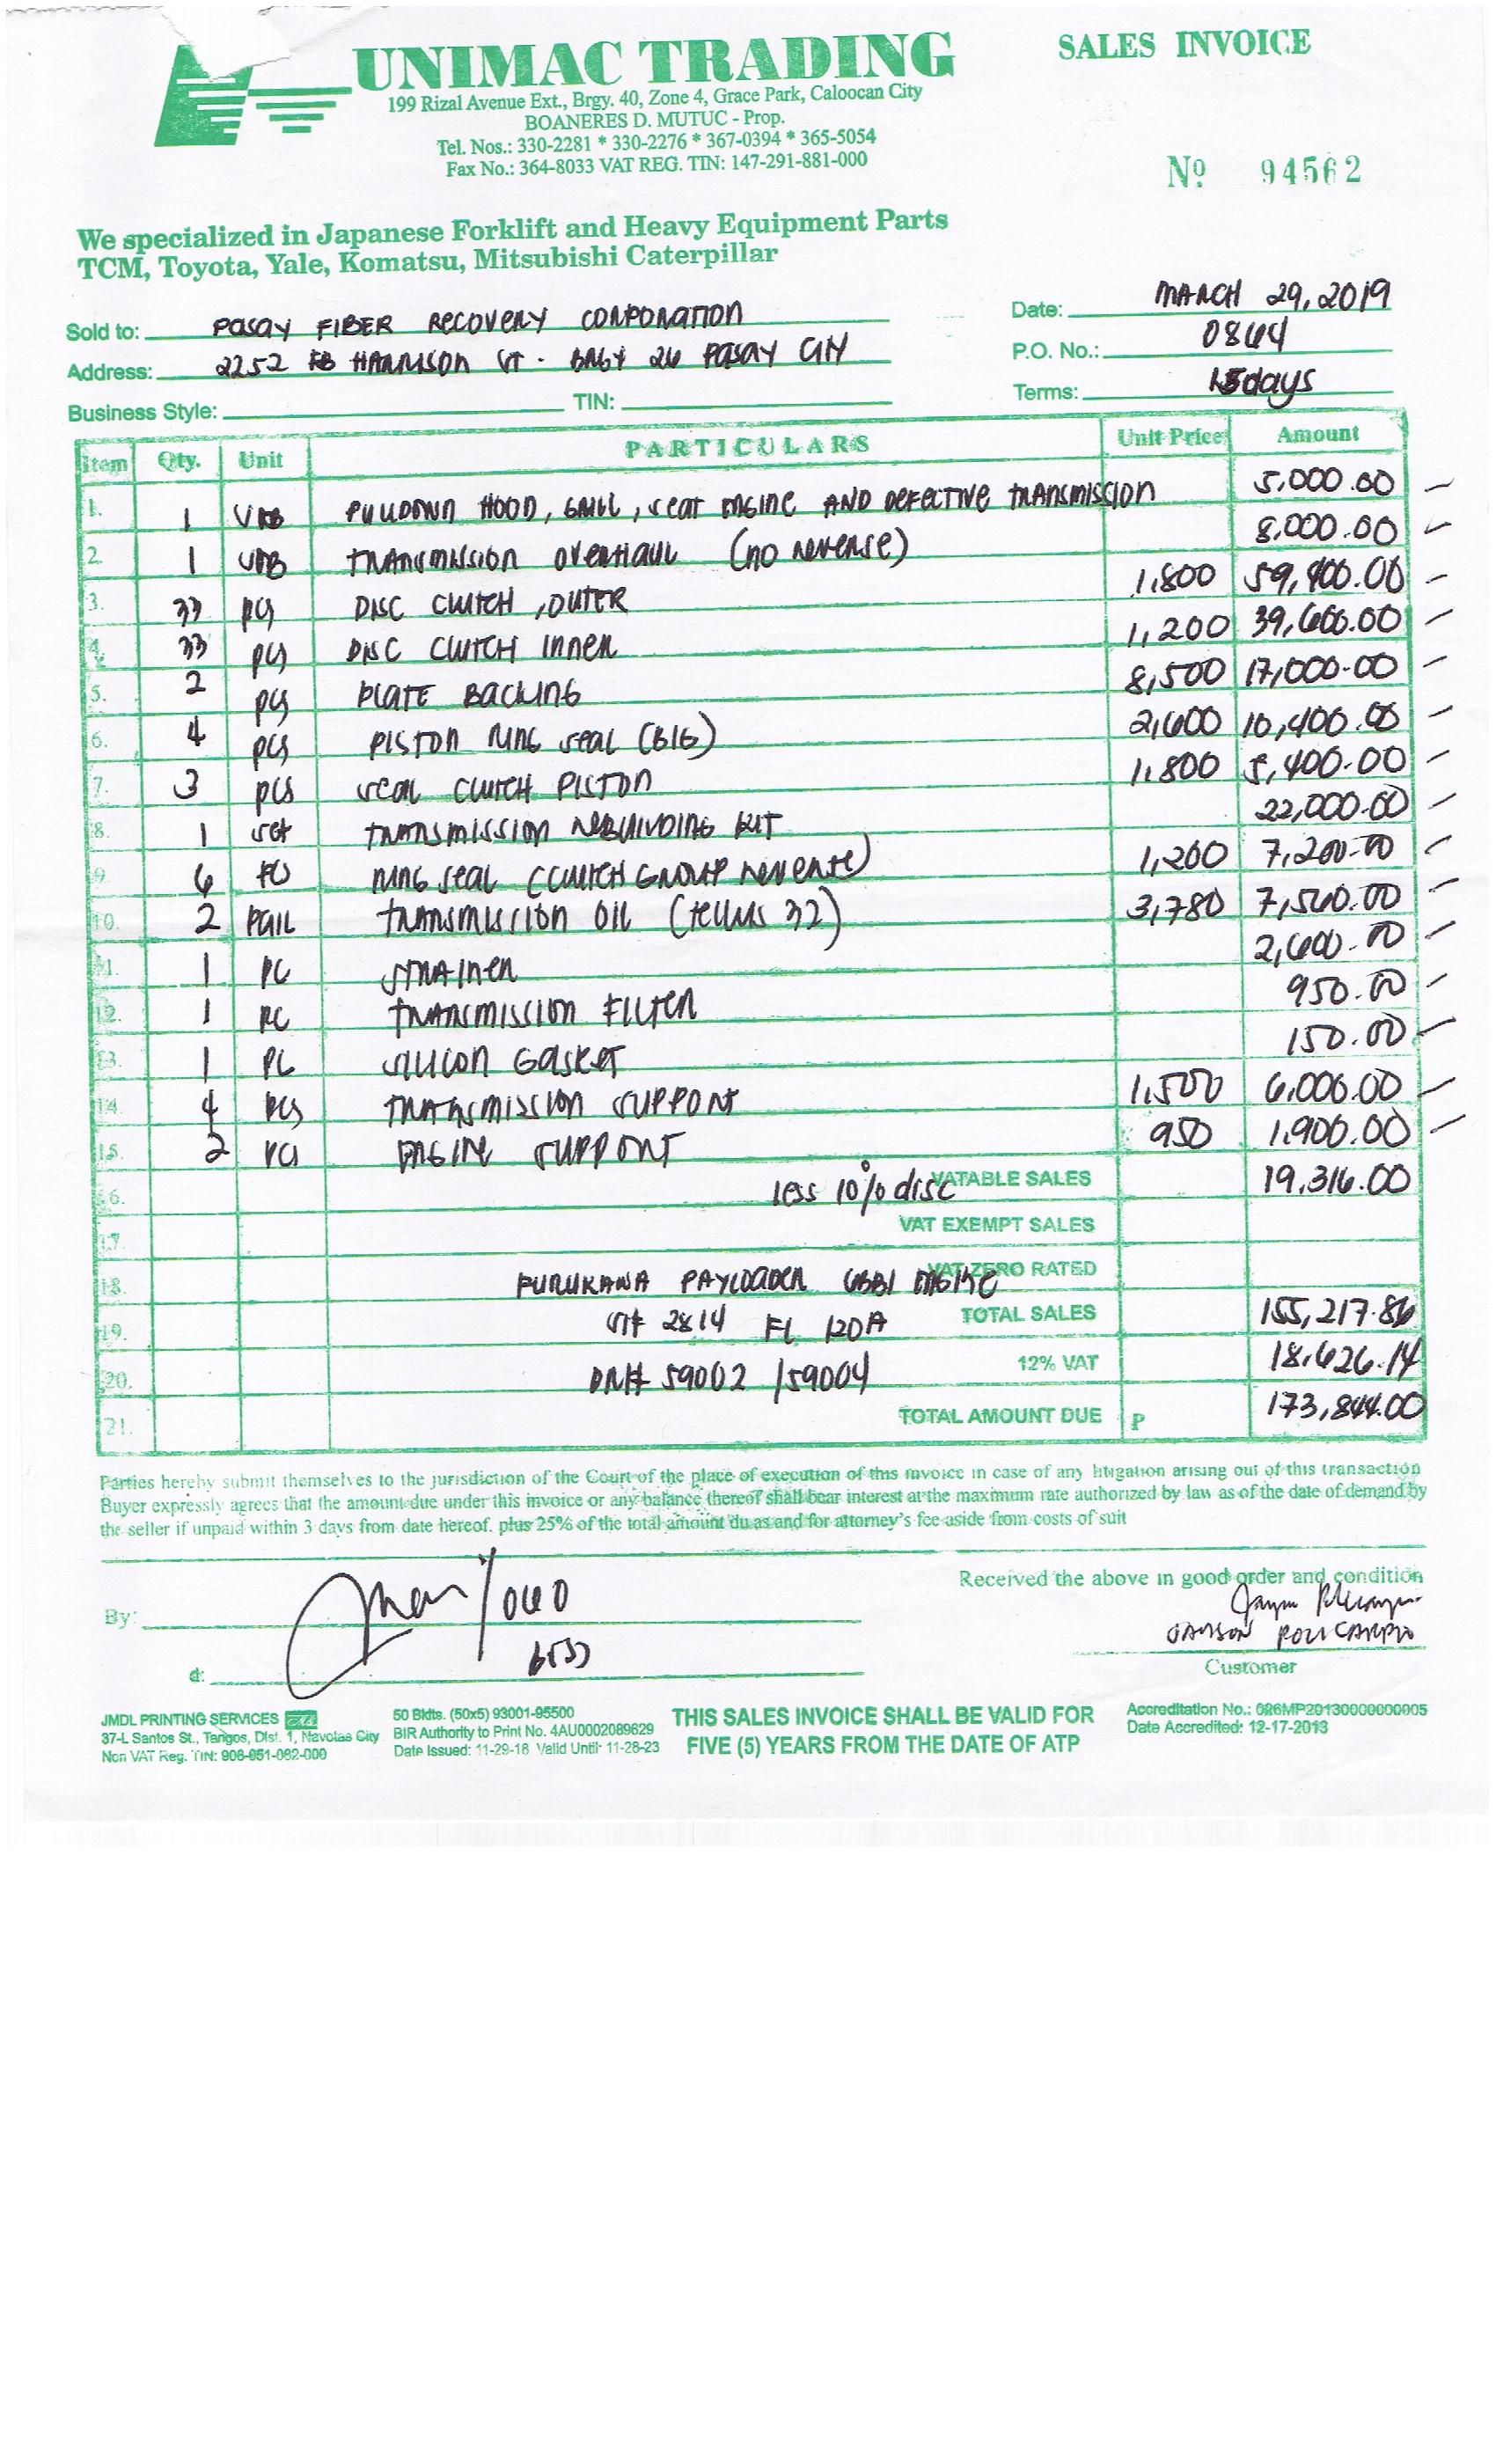 UNIMAC TRADING
SALES INVOICE
199 Rizal Avenue Ext., Brgy. 40, Zone 4, Grace Park, Caloocan City
BOANERES D. MUTUC - Prop.
Tel. Nos.: 330-2281 * 330-2276 * 367-0394 * 365-5054
Fax No.: 364-8033 VAT REG. TIN: 147-291-881-000
Nº 94562
We specialized in Japanese Forklift and Heavy Equipment Parts
TCM, Toyota, Yale, Komatsu, Mitsubishi Caterpillar
Sold to: PASAY FIBER RECOVERY CORPORATION Date: MARCH 29, 2019
Address: 2252 FB HARRISON ST. BRGY 26 PASAY CITY P.O. No.: 0864
Business Style: TIN: Terms: 15 days
Item Qty. Unit PARTICULARS Unit Price Amount
1. 1 PULLDOWN HOOD, GRILL, SEAT ENGINE AND DEFECTIVE TRANSMISSION 5,000.00
2. 1 TRANSMISSION OVERHAUL (NO REVERSE) 8,000.00
3. 33 pcs DISC CLUTCH, OUTER 1,800 59,400.00
4. 33 pcs DISC CLUTCH INNER 1,200 39,600.00
5. 2 pcs PLATE BACKING 8,500 17,000.00
6. 4 pcs PISTON RING SEAL (BIG) 2,600 10,400.00
7. 3 pcs SEAL CLUTCH PISTON 1,800 5,400.00
8. 1 set TRANSMISSION REBUILDING KIT 22,000.00
9 6 RING SEAL (CLUTCH GROUP REVERSE) 1,200 7,200.00
10. 2 PAIL TRANSMISSION OIL (TELLUS 32) 3,780 7,560.00
11. 1 PC STRAINER 2,600.00
12. 1 PC TRANSMISSION FILTER 950.00
13. 1 PC SILICON GASKET 150.00
14. 4 PCS TRANSMISSION SUPPORT 1,500 6,000.00
15. 2 PCS ENGINE SUPPORT 950 1,900.00
16. less 10% disc VATABLE SALES 19,316.00
17. VAT EXEMPT SALES
18. FURUKAWA PAYLOADER 6BB1 ENGINE VAT ZERO RATED
19. 2814 FL 120A TOTAL SALES 155,217.86
20. DR# 59002 / 59004 12% VAT 18,626.14
21. TOTAL AMOUNT DUE P 173,844.00
Parties hereby submit themselves to the jurisdiction of the Court of the place of execution of this invoice in case of any litigation arising out of this transaction
Buyer expressly agrees that the amount due under this invoice or any balance thereof shall bear interest at the maximum rate authorized by law as of the date of demand by
the seller if unpaid within 3 days from date hereof. plus 25% of the total amount du as and for attorney's fee aside from costs of suit
Received the above in good order and condition
By:
JAYSON POLICARPIO
d:
Customer
JMDL PRINTING SERVICES
37-L Santos St., Tangos, Dist. 1, Navotas City
Non VAT Reg. TIN: 908-051-082-000
50 Bklts. (50x5) 93001-95500
BIR Authority to Print No. 4AU0002089629
Date Issued: 11-29-18 Valid Until: 11-28-23
THIS SALES INVOICE SHALL BE VALID FOR
FIVE (5) YEARS FROM THE DATE OF ATP
Accreditation No.: 026MP20130000000005
Date Accredited: 12-17-2013